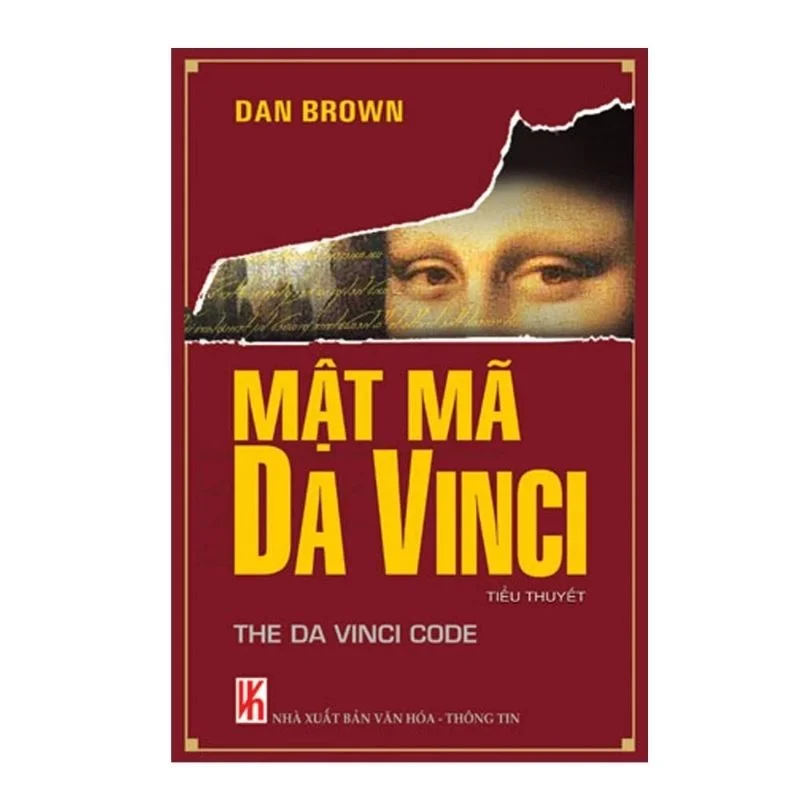 DAN BROWN
MẬT MÃ
DA VINCI
TIỂU THUYẾT
THE DA VINCI CODE
NHÀ XUẤT BẢN VĂN HÓA - THÔNG TIN